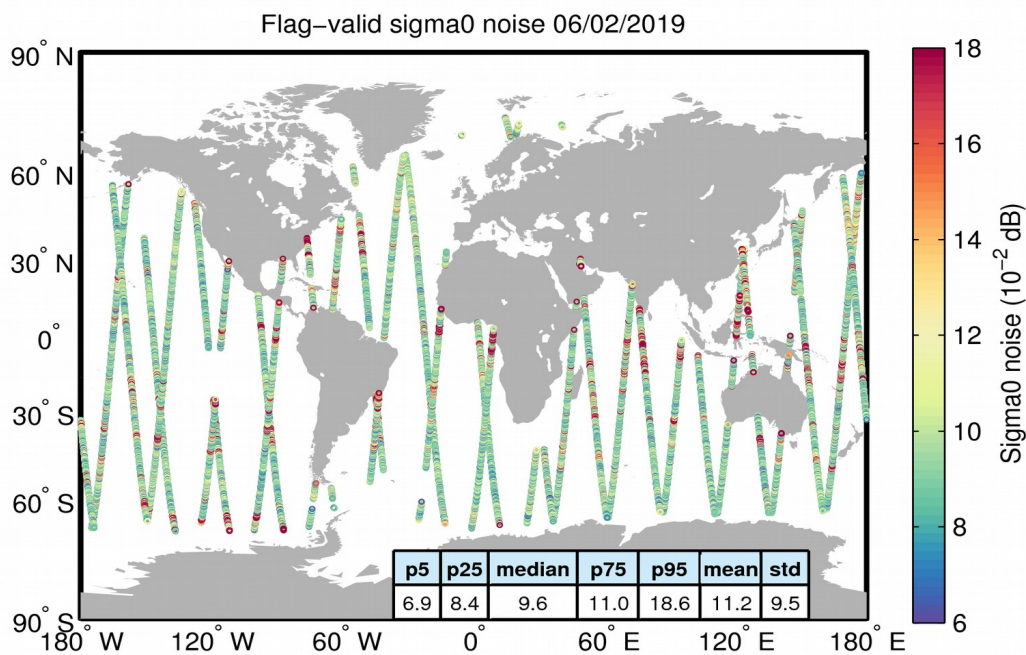 Flag-valid sigma0 noise 06/02/2019
90° N
60° N
30° N
0°
30° S
60° S
90° S
180° W 120° W 60° W 0° 60° E 120° E 180° E
p5 p25 median p75 p95 mean std
6.9 8.4 9.6 11.0 18.6 11.2 9.5
18
16
14
12
10
8
6
Sigma0 noise (10⁻² dB)